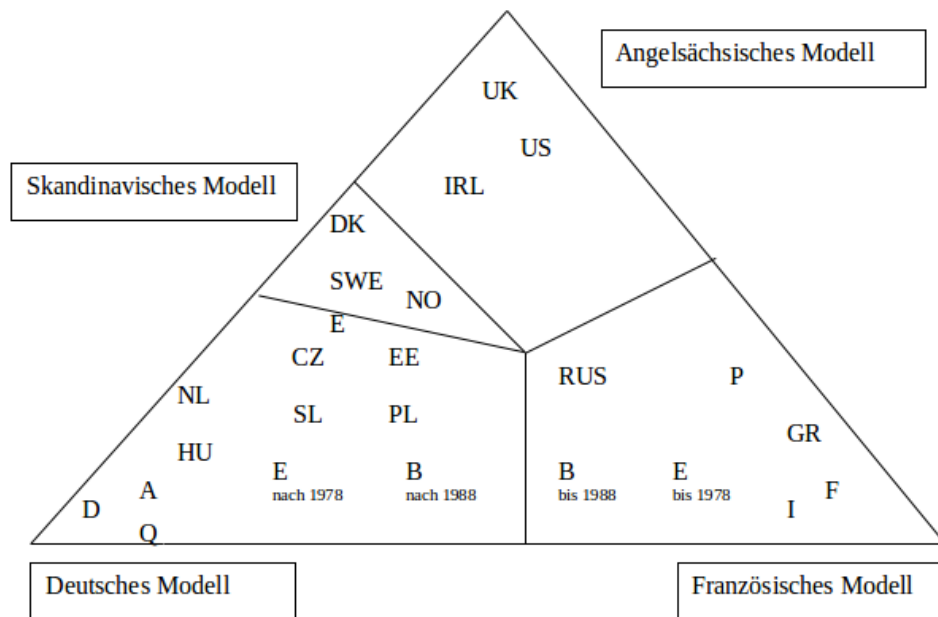 Angelsächsisches Modell
UK
US
Skandinavisches Modell
IRL
DK
SWE
NO
E
CZ
EE
RUS
P
NL
SL
PL
GR
HU
E
nach 1978
B
nach 1988
B
bis 1988
E
bis 1978
A
F
D
I
Q
Deutsches Modell
Französisches Modell